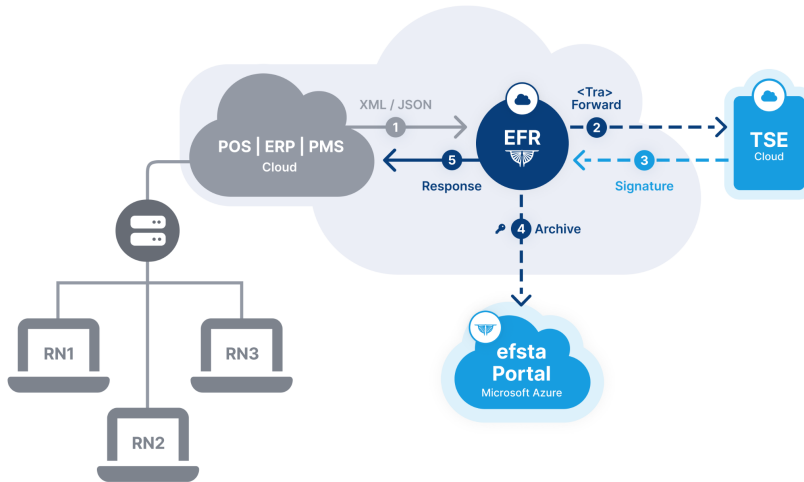 XML / JSON
1
<Tra>
Forward
2
POS | ERP | PMS
Cloud
EFR
TSE
Cloud
5
Response
3
Signature
4 Archive
RN1
RN3
RN2
efsta
Portal
Microsoft Azure